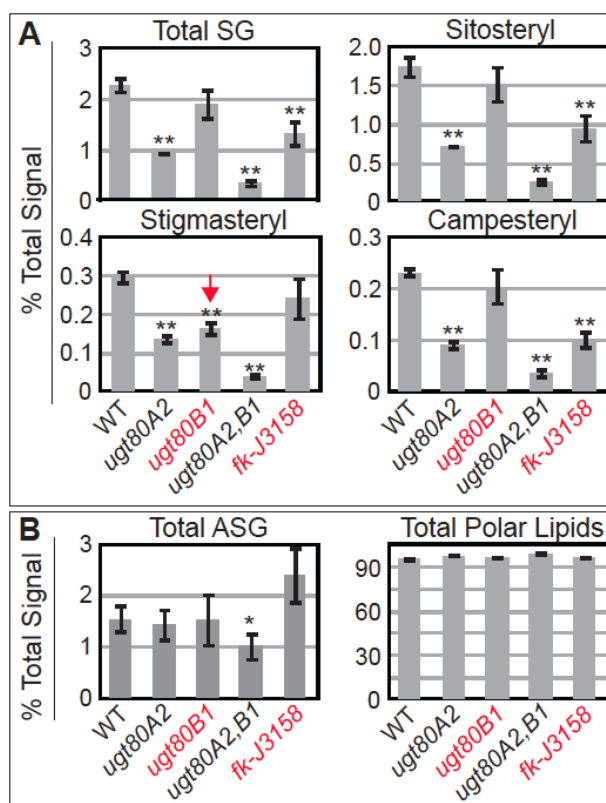 A
Total SG
Sitosteryl
3
2
1
0
**
**
**
2.0
1.5
1.0
0.5
0
**
**
**
% Total Signal
Stigmasteryl
Campesteryl
0.4
0.3
0.2
0.1
0
**
**
**
0.3
0.2
0.1
0
**
**
**
WT
ugt80A2
ugt80B1
ugt80A2,B1
fk-J3158
WT
ugt80A2
ugt80B1
ugt80A2,B1
fk-J3158
B
Total ASG
Total Polar Lipids
% Total Signal
3
2
1
0
*
90
60
30
0
WT
ugt80A2
ugt80B1
ugt80A2,B1
fk-J3158
WT
ugt80A2
ugt80B1
ugt80A2,B1
fk-J3158